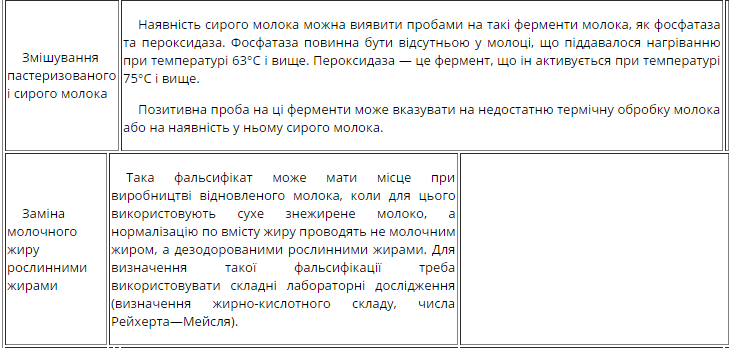 Змішування
пастеризованого
і сирого молока
Наявність сирого молока можна виявити пробами на такі ферменти молока, як фосфатаза
та пероксидаза. Фосфатаза повинна бути відсутньою у молоці, що піддавалося нагріванню
при температурі 63°С і вище. Пероксидаза — це фермент, що ін активується при температурі
75°С і вище.
Позитивна проба на ці ферменти може вказувати на недостатню термічну обробку молока
або на наявність у ньому сирого молока.
Заміна
молочного
жиру
рослинними
жирами
Така фальсифікат може мати місце при
виробництві відновленого молока, коли для цього
використовують сухе знежирене молоко, а
нормалізацію по вмісту жиру проводять не молочним
жиром, а дезодорованими рослинними жирами. Для
визначення такої фальсифікації треба
використовувати складні лабораторні дослідження
(визначення жирно-кислотного складу, числа
Рейхерта—Мейсля).